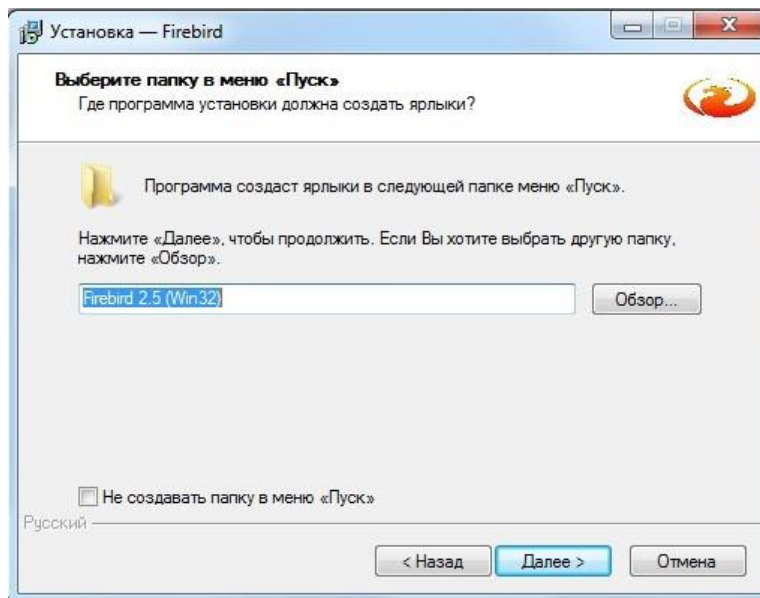 Установка — Firebird
Выберите папку в меню «Пуск»
Где программа установки должна создать ярлыки?
Программа создаст ярлыки в следующей папке меню «Пуск».
Нажмите «Далее», чтобы продолжить. Если Вы хотите выбрать другую папку,
нажмите «Обзор».
Firebird 2.5 (Win32)
Обзор...
Не создавать папку в меню «Пуск»
Русский
< Назад
Далее >
Отмена